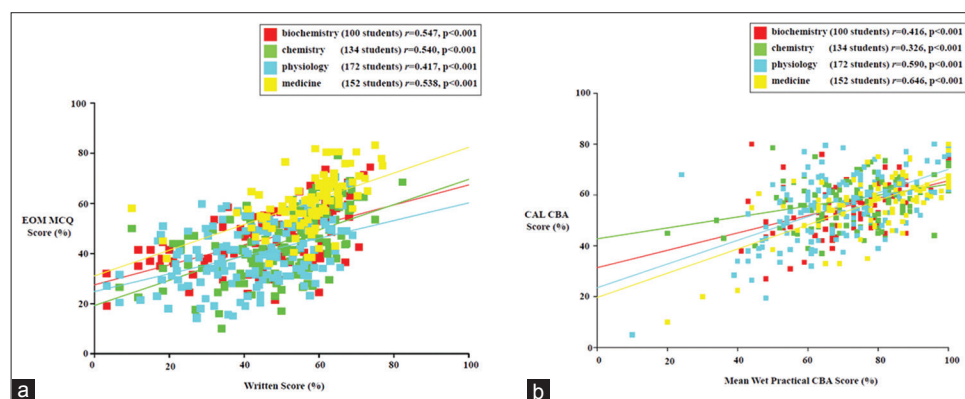 biochemistry (100 students) r=0.547, p<0.001
chemistry (134 students) r=0.540, p<0.001
physiology (172 students) r=0.417, p<0.001
medicine (152 students) r=0.538, p<0.001
100
80
60
EOM MCQ
Score (%)
40
20
0
0 20 40 60 80 100
Written Score (%)
a
biochemistry (100 students) r=0.416, p<0.001
chemistry (134 students) r=0.326, p<0.001
physiology (172 students) r=0.590, p<0.001
medicine (152 students) r=0.646, p<0.001
100
80
60
CAL CBA
Score (%)
40
20
0
0 20 40 60 80 100
Mean Wet Practical CBA Score (%)
b